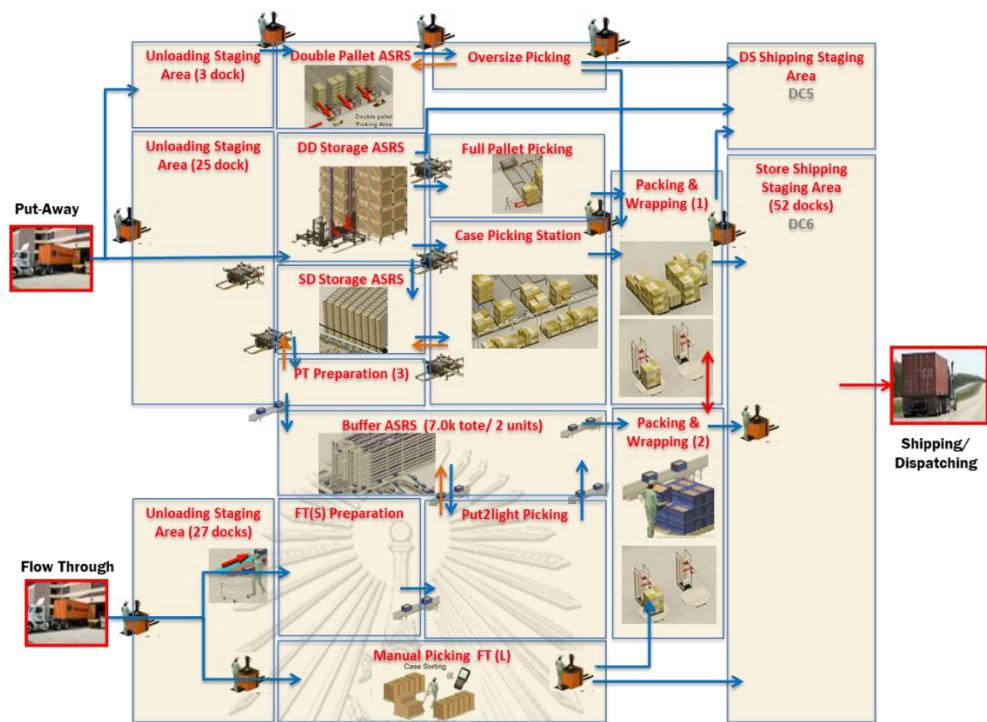 Unloading Staging
Area (3 dock)
Double Pallet ASRS
Double pallet
Picking Area
Oversize Picking
DS Shipping Staging
Area
DC5
Unloading Staging
Area (25 dock)
DD Storage ASRS
Full Pallet Picking
Packing &
Wrapping (1)
Store Shipping
Staging Area
(52 docks)
DC6
Put-Away
Case Picking Station
SD Storage ASRS
PT Preparation (3)
Buffer ASRS (7.0k tote/ 2 units)
Packing &
Wrapping (2)
Shipping/
Dispatching
Unloading Staging
Area (27 docks)
FT(S) Preparation
Put2light Picking
Flow Through
Manual Picking FT (L)
Case Sorting